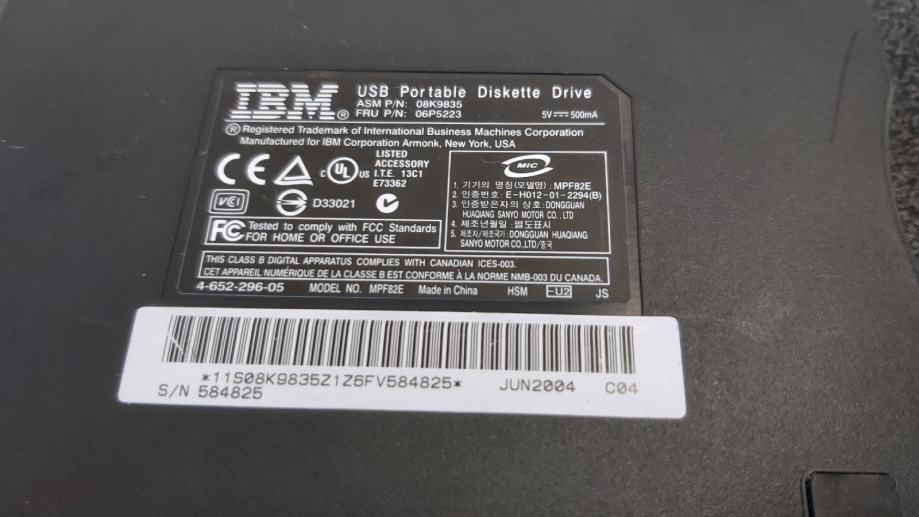 IBM®
USB Portable Diskette Drive
ASM P/N: 08K9835
FRU P/N: 06P5223
5V⎓500mA
® Registered Trademark of International Business Machines Corporation
Manufactured for IBM Corporation Armonk, New York, USA
CE
c UL US
LISTED
ACCESSORY
I.T.E. 13C1
E73362
VCI
D33021
FC Tested to comply with FCC Standards
FOR HOME OR OFFICE USE
MIC
1. 기기의 명칭(모델명) : MPF82E
2. 인증번호 : E-H012-01-2294(B)
3. 인증받은자의 상호 : DONGGUAN
HUAQIANG SANYO MOTOR CO., LTD
4. 제조년월일 : 별도표시
5. 제조자/제조국가 : DONGGUAN HUAQIANG
SANYO MOTOR CO.,LTD/중국
THIS CLASS B DIGITAL APPARATUS COMPLIES WITH CANADIAN ICES-003.
CET APPAREIL NUMÉRIQUE DE LA CLASSE B EST CONFORME À LA NORME NMB-003 DU CANADA.
4-652-296-05 MODEL NO. MPF82E Made in China HSM EU2 JS
*11S08K9835Z1Z6FV584825* JUN2004 C04
S/N 584825